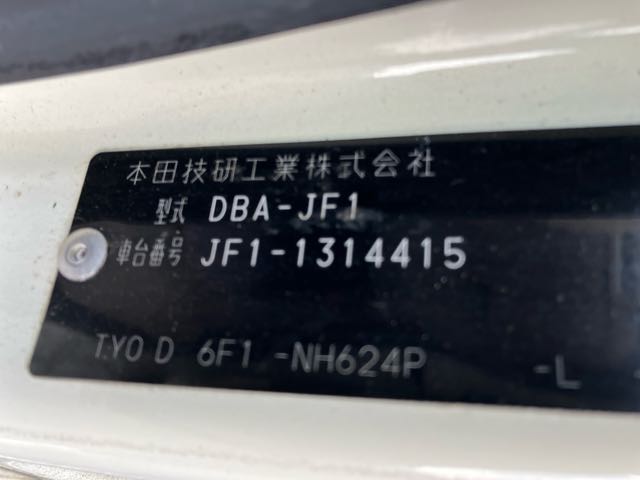 本田技研工業株式会社
型式 DBA-JF1
車台番号 JF1-1314415
T.YO D 6F1 -NH624P -L